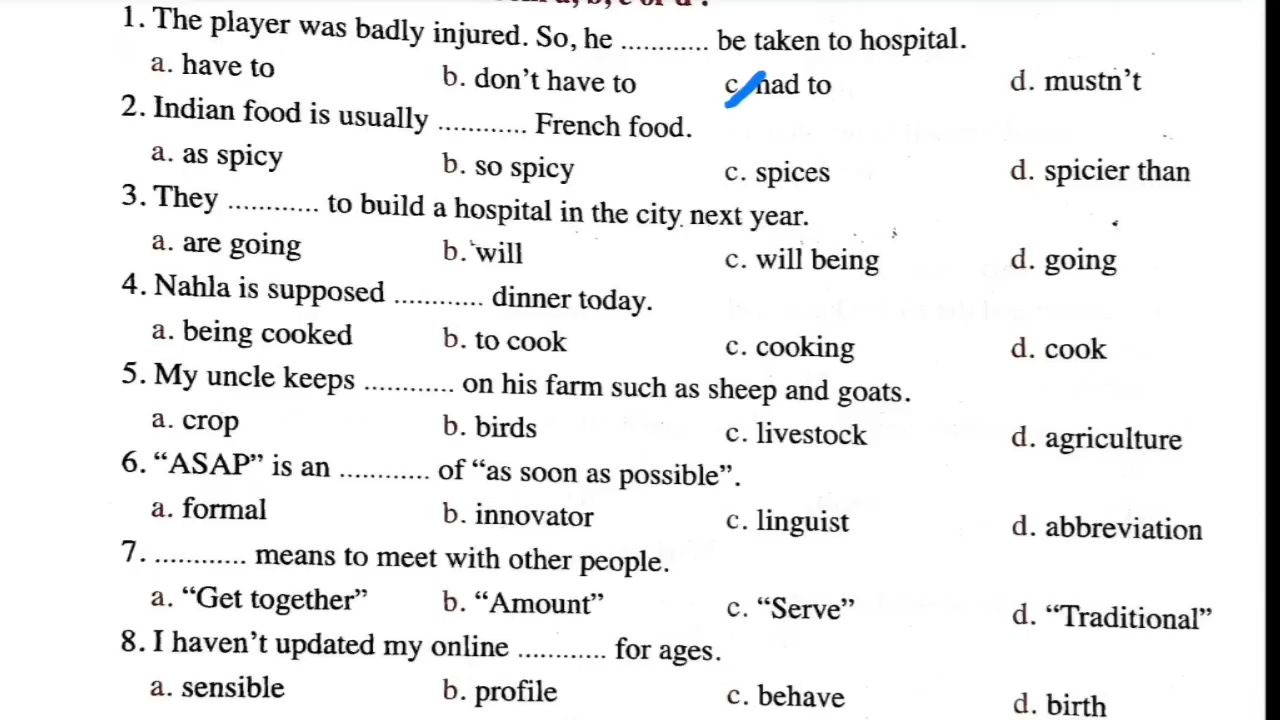 1. The player was badly injured. So, he ............ be taken to hospital.
a. have to b. don't have to c. had to d. mustn't
2. Indian food is usually ............ French food.
a. as spicy b. so spicy c. spices d. spicier than
3. They ............ to build a hospital in the city next year.
a. are going b. will c. will being d. going
4. Nahla is supposed ............ dinner today.
a. being cooked b. to cook c. cooking d. cook
5. My uncle keeps ............ on his farm such as sheep and goats.
a. crop b. birds c. livestock d. agriculture
6. “ASAP” is an ............ of “as soon as possible”.
a. formal b. innovator c. linguist d. abbreviation
7. ............ means to meet with other people.
a. “Get together” b. “Amount” c. “Serve” d. “Traditional”
8. I haven't updated my online ............ for ages.
a. sensible b. profile c. behave d. birth